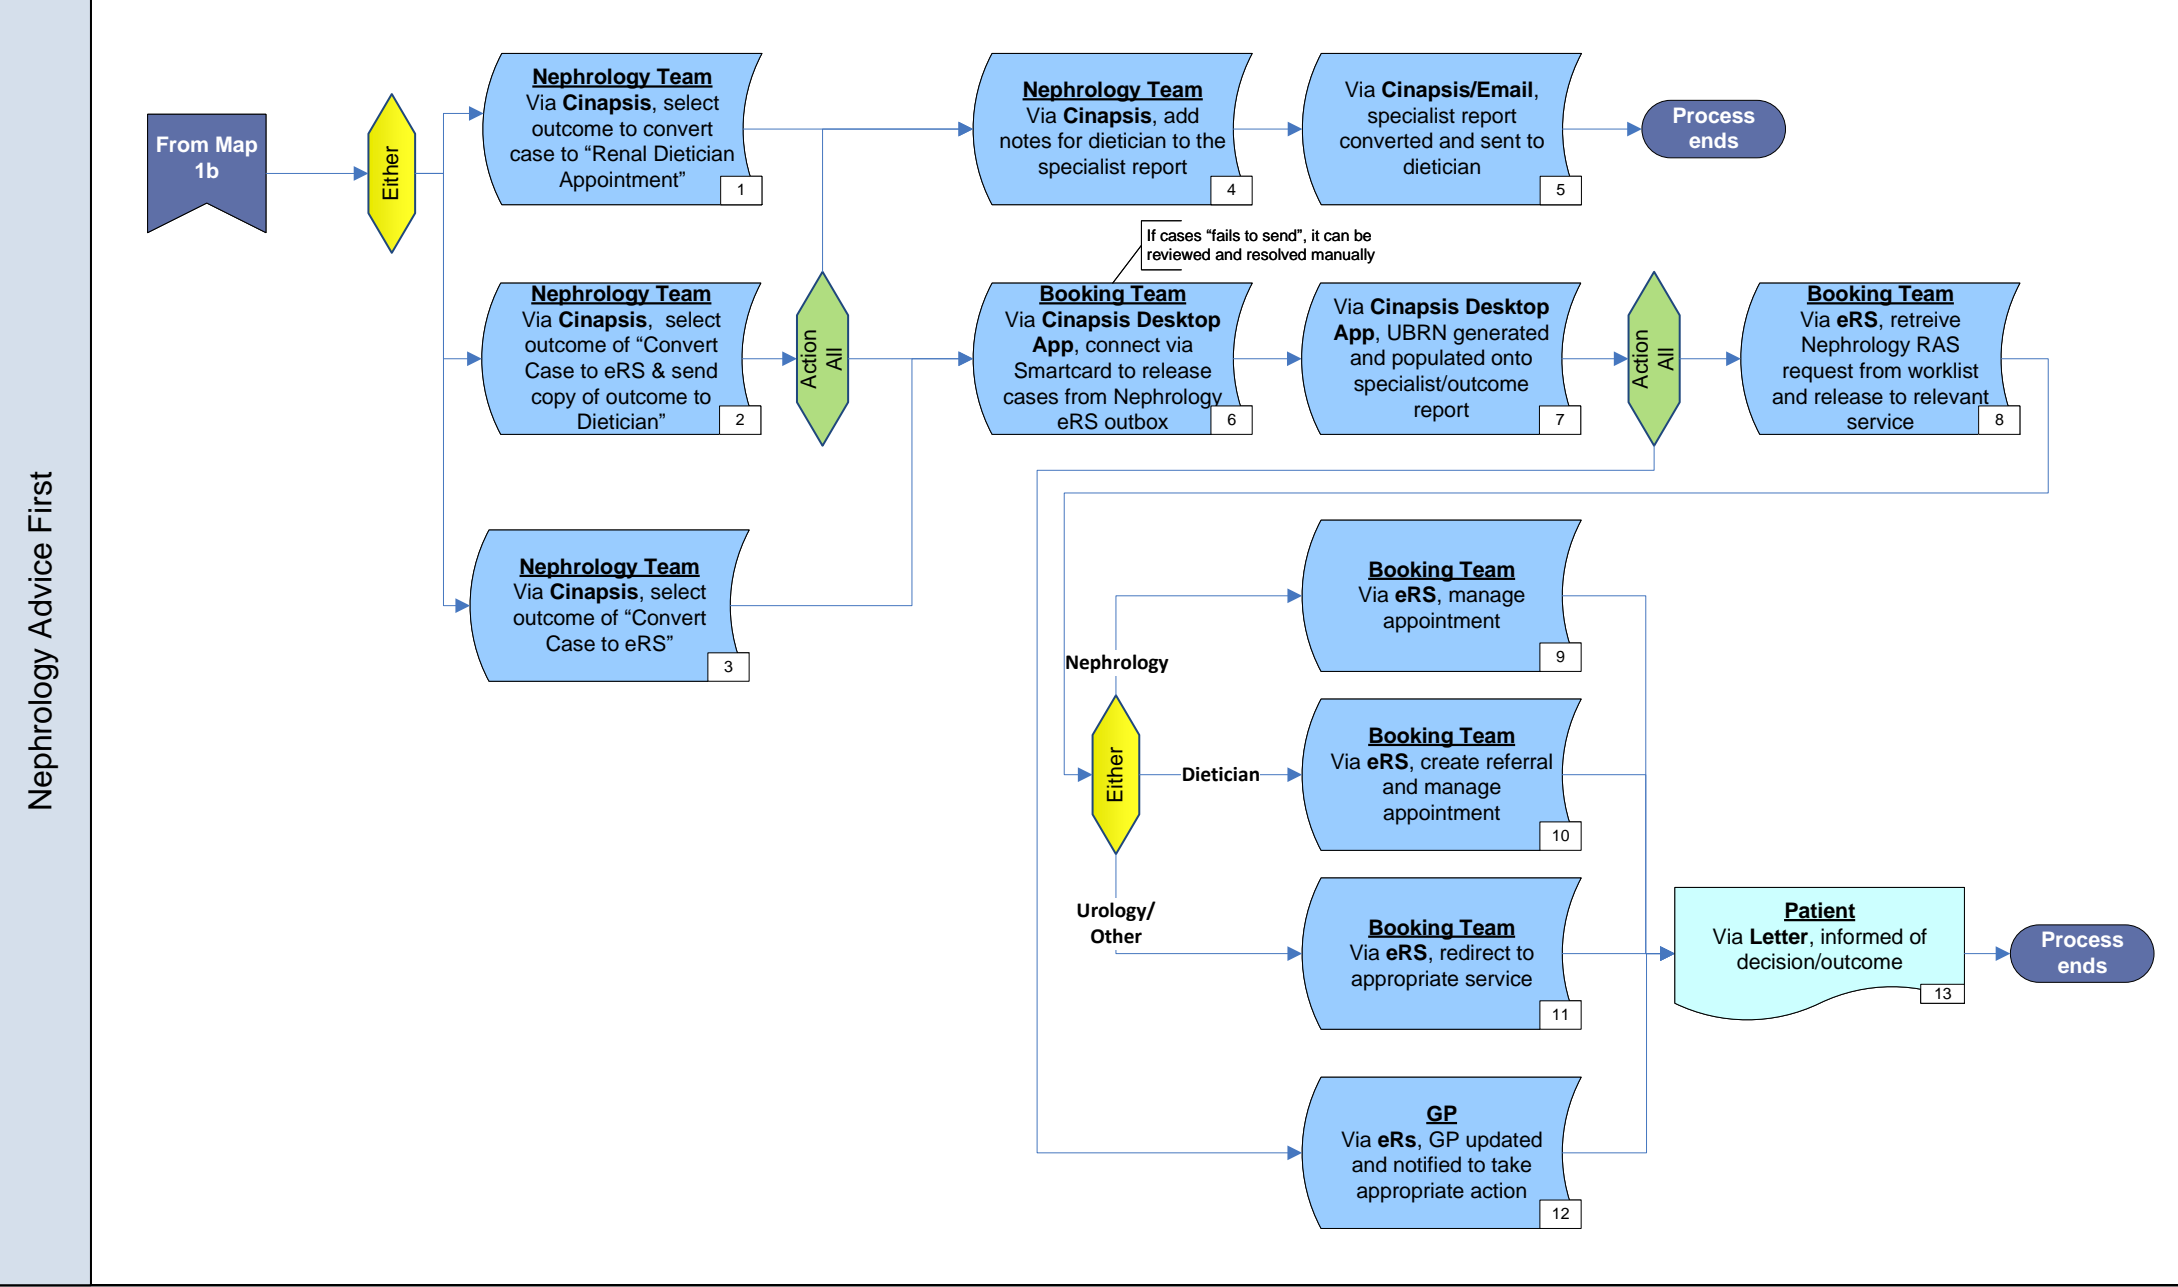 Nephrology Advice First
From Map
1b
Either
Nephrology Team
Via Cinapsis, select
outcome to convert
case to “Renal Dietician
Appointment”
1
Nephrology Team
Via Cinapsis, add
notes for dietician to the
specialist report
4
Via Cinapsis/Email,
specialist report
converted and sent to
dietician
5
Process
ends
If cases “fails to send”, it can be
reviewed and resolved manually
Nephrology Team
Via Cinapsis, select
outcome of “Convert
Case to eRS & send
copy of outcome to
Dietician”
2
Action
All
Booking Team
Via Cinapsis Desktop
App, connect via
Smartcard to release
cases from Nephrology
eRS outbox
6
Via Cinapsis Desktop
App, UBRN generated
and populated onto
specialist/outcome
report
7
Action
All
Booking Team
Via eRS, retreive
Nephrology RAS
request from worklist
and release to relevant
service
8
Nephrology Team
Via Cinapsis, select
outcome of “Convert
Case to eRS”
3
Either
Nephrology
Booking Team
Via eRS, manage
appointment
9
Dietician
Booking Team
Via eRS, create referral
and manage
appointment
10
Urology/
Other
Booking Team
Via eRS, redirect to
appropriate service
11
GP
Via eRs, GP updated
and notified to take
appropriate action
12
Patient
Via Letter, informed of
decision/outcome
13
Process
ends